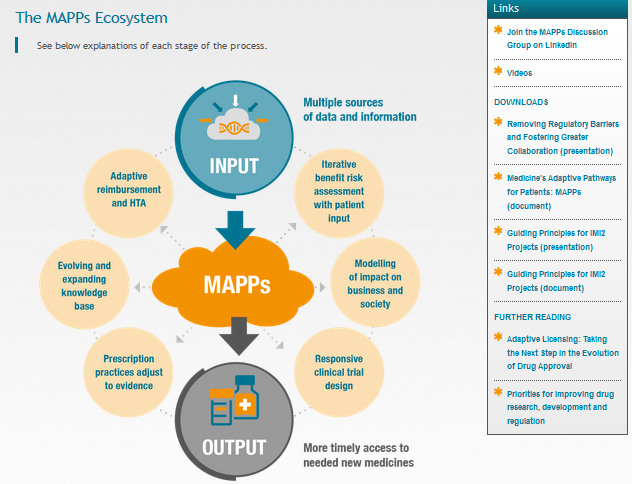 The MAPPs Ecosystem
See below explanations of each stage of the process.
Multiple sources
of data and information
INPUT
Adaptive
reimbursement
and HTA
Iterative
benefit risk
assessment
with patient
input
Evolving and
expanding
knowledge
base
MAPPs
Modelling
of impact on
business and
society
Prescription
practices adjust
to evidence
Responsive
clinical trial
design
OUTPUT
More timely access to
needed new medicines
Links
Join the MAPPs Discussion
Group on LinkedIn
Videos
DOWNLOADS
Removing Regulatory Barriers
and Fostering Greater
Collaboration (presentation)
Medicine's Adaptive Pathways
for Patients: MAPPs
(document)
Guiding Principles for IMI2
Projects (presentation)
Guiding Principles for IMI2
Projects (document)
FURTHER READING
Adaptive Licensing: Taking
the Next Step in the Evolution
of Drug Approval
Priorities for improving drug
research, development and
regulation